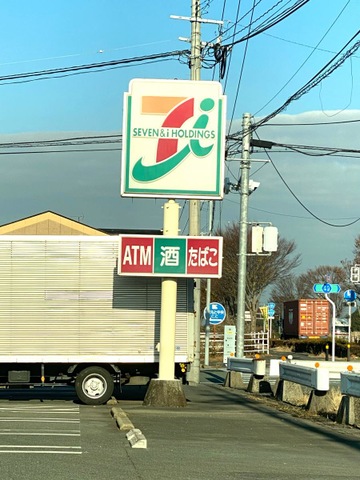 SEVEN & i HOLDINGS
ATM 酒 たばこ